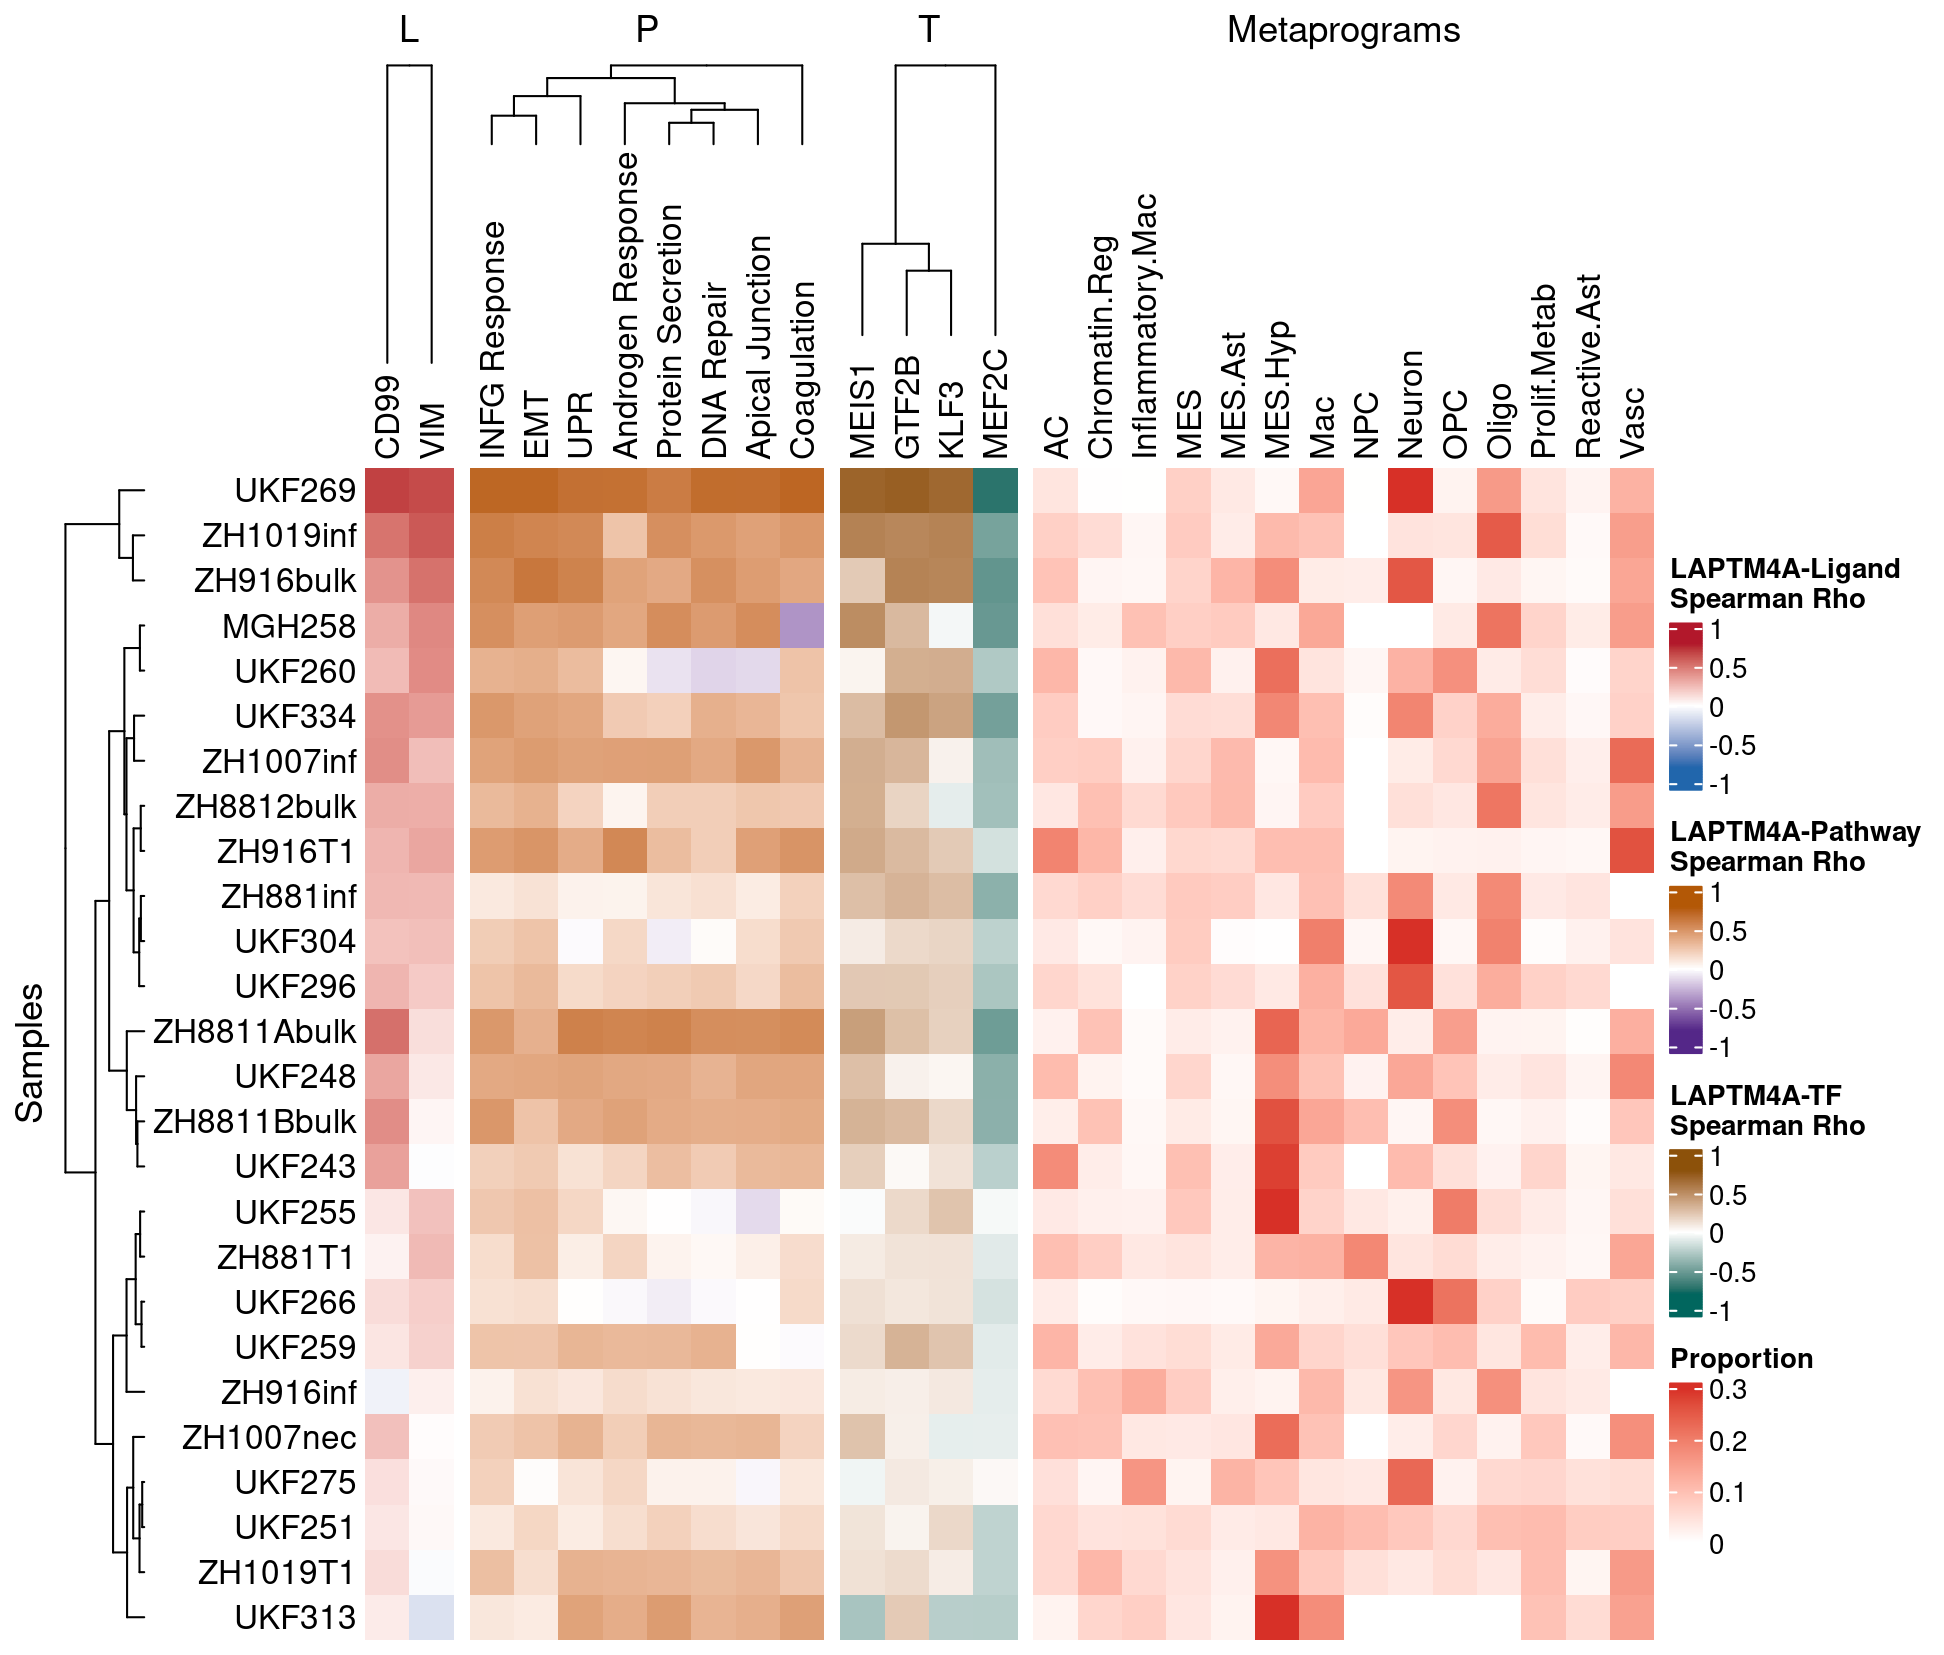 L P T Metaprograms
CD99
VIM
INFG Response
EMT
UPR
Androgen Response
Protein Secretion
DNA Repair
Apical Junction
Coagulation
MEIS1
GTF2B
KLF3
MEF2C
AC
Chromatin.Reg
Inflammatory.Mac
MES
MES.Ast
MES.Hyp
Mac
NPC
Neuron
OPC
Oligo
Prolif.Metab
Reactive.Ast
Vasc
Samples
UKF269
ZH1019inf
ZH916bulk
MGH258
UKF260
UKF334
ZH1007inf
ZH8812bulk
ZH916T1
ZH881inf
UKF304
UKF296
ZH8811Abulk
UKF248
ZH8811Bbulk
UKF243
UKF255
ZH881T1
UKF266
UKF259
ZH916inf
ZH1007nec
UKF275
UKF251
ZH1019T1
UKF313
LAPTM4A-Ligand
Spearman Rho
1
0.5
0
-0.5
-1
LAPTM4A-Pathway
Spearman Rho
1
0.5
0
-0.5
-1
LAPTM4A-TF
Spearman Rho
1
0.5
0
-0.5
-1
Proportion
0.3
0.2
0.1
0